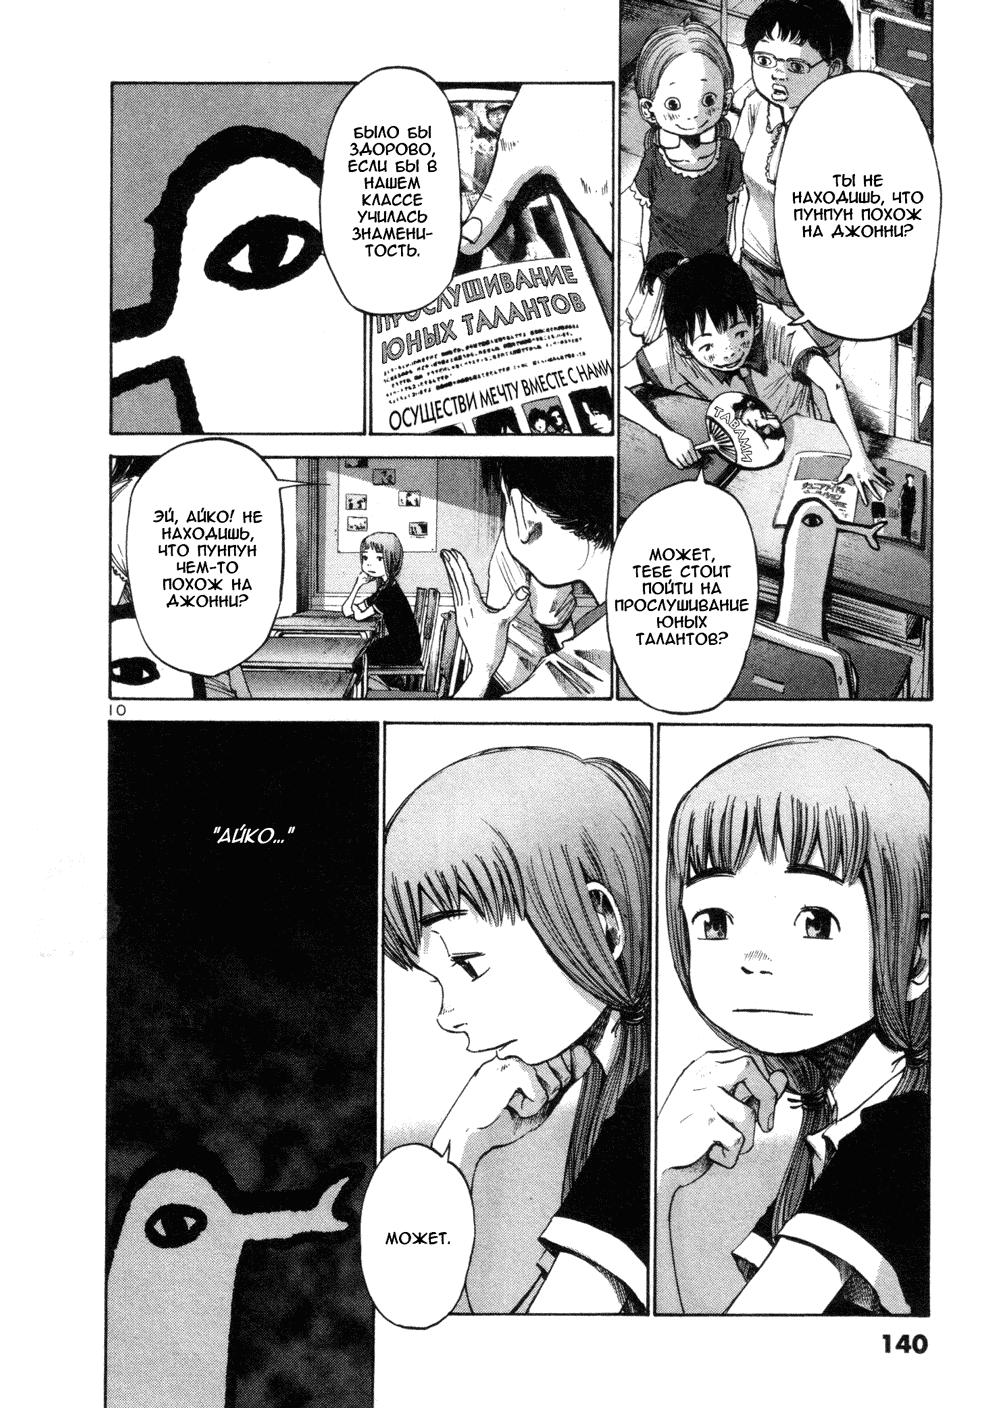 ТЫ НЕ
НАХОДИШЬ, ЧТО
ПУНПУН ПОХОЖ
НА ДЖОННИ?
ТАВАМИ
МОЖЕТ,
ТЕБЕ СТОИТ
ПОЙТИ НА
ПРОСЛУШИВАНИЕ
ЮНЫХ
ТАЛАНТОВ?
БЫЛО БЫ
ЗДОРОВО,
ЕСЛИ БЫ В
НАШЕМ
КЛАССЕ
УЧИЛАСЬ
ЗНАМЕНИ-
ТОСТЬ.
ПРОСЛУШИВАНИЕ
ЮНЫХ ТАЛАНТОВ
ОСУЩЕСТВИ МЕЧТУ ВМЕСТЕ С НАМИ
ЭЙ, АЙКО! НЕ
НАХОДИШЬ,
ЧТО ПУНПУН
ЧЕМ-ТО
ПОХОЖ НА
ДЖОННИ?
10
МОЖЕТ.
"АЙКО..."
140